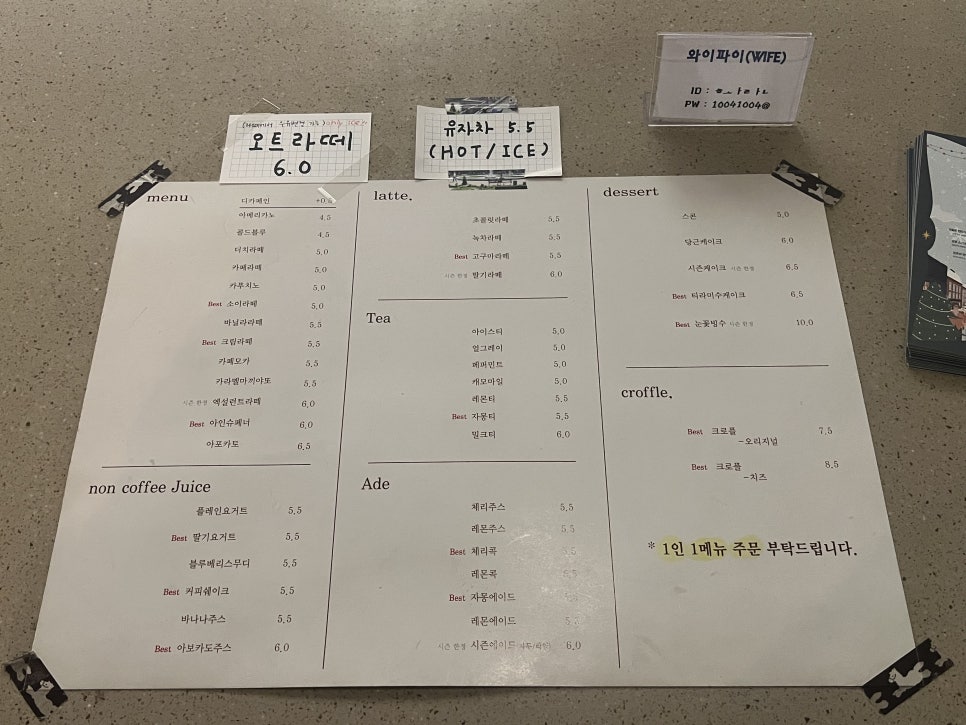 와이파이(WIFE)
PW : 10041004@
오트라떼
6.0
유자차 5.5
(HOT/ICE)
menu
디카페인
아메리카노 4.5
콜드블루 4.5
더치라떼 5.0
카페라떼 5.0
카푸치노 5.0
Best 소이라떼 5.0
바닐라라떼 5.5
Best 크림라떼 5.5
카페모카 5.5
카라멜마끼야또 5.5
시즌 한정 엑설런트라떼 6.0
Best 아인슈페너 6.0
아포카토 6.5
non coffee Juice
플레인요거트 5.5
Best 딸기요거트 5.5
블루베리스무디 5.5
Best 커피쉐이크 5.5
바나나주스 5.5
Best 아보카도주스 6.0
latte.
초콜릿라떼 5.5
녹차라떼 5.5
Best 고구마라떼 5.5
시즌 한정 딸기라떼 6.0
Tea
아이스티 5.0
얼그레이 5.0
페퍼민트 5.0
캐모마일 5.0
레몬티 5.5
Best 자몽티 5.5
밀크티 6.0
Ade
체리주스 5.5
레몬주스 5.5
Best 체리콕
레몬콕
Best 자몽에이드
레몬에이드
시즌 한정 시즌에이드 6.0
dessert
스콘 5.0
당근케이크 6.0
시즌케이크 시즌 한정 6.5
Best 티라미수케이크 6.5
Best 눈꽃빙수 시즌 한정 10.0
croffle.
Best 크로플 7.5
-오리지널
Best 크로플 8.5
-치즈
* 1인 1메뉴 주문 부탁드립니다.